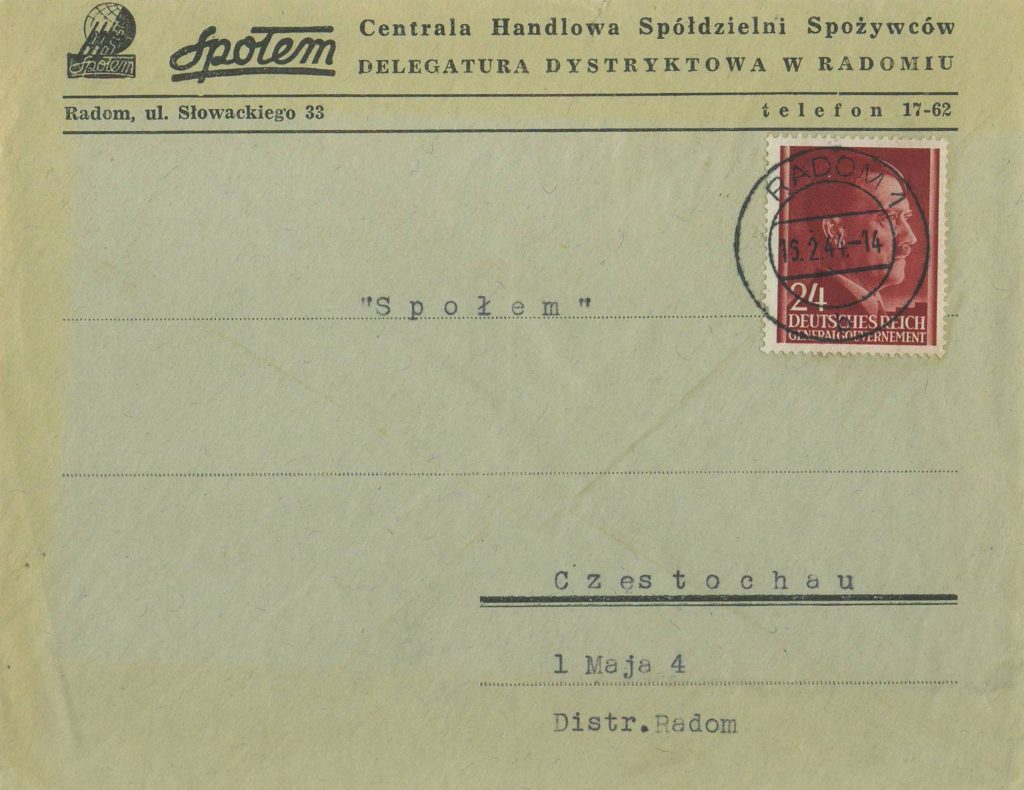 Społem
Społem
Centrala Handlowa Spółdzielni Spożywców
DELEGATURA DYSTRYKTOWA W RADOMIU
Radom, ul. Słowackiego 33
telefon 17-62
RADOM 1
15.2.44.-14
24
DEUTSCHES REICH
GENERALGOUVERNEMENT
"Społem"
Częstochau
1 Maja 4
Distr.Radom